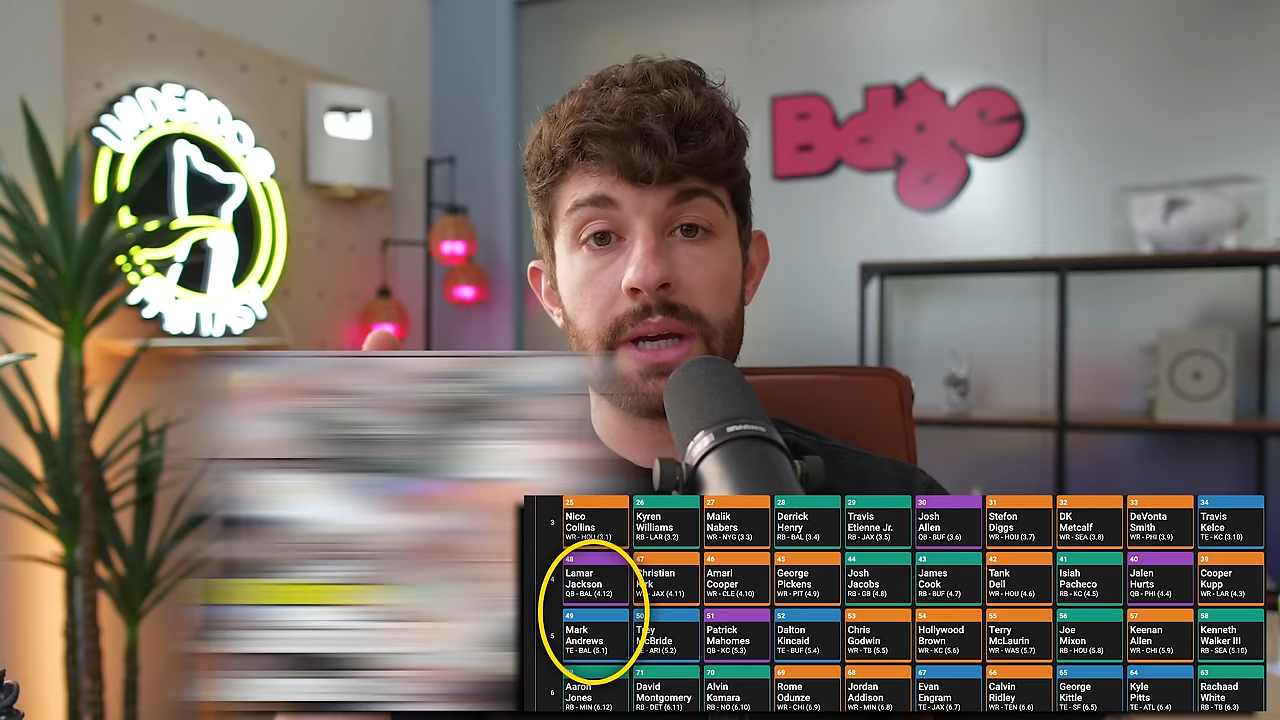 UNDERDOG
FANTASY
Bdge
SHURE
3
25
Nico
Collins
WR - HOU (3.1)
26
Kyren
Williams
RB - LAR (3.2)
27
Malik
Nabers
WR - NYG (3.3)
28
Derrick
Henry
RB - BAL (3.4)
29
Travis
Etienne Jr.
RB - JAX (3.5)
30
Josh
Allen
QB - BUF (3.6)
31
Stefon
Diggs
WR - HOU (3.7)
32
DK
Metcalf
WR - SEA (3.8)
33
DeVonta
Smith
WR - PHI (3.9)
34
Travis
Kelce
TE - KC (3.10)
4
48
Lamar
Jackson
QB - BAL (4.12)
47
Christian
Kirk
WR - JAX (4.11)
46
Amari
Cooper
WR - CLE (4.10)
45
George
Pickens
WR - PIT (4.9)
44
Josh
Jacobs
RB - GB (4.8)
43
James
Cook
RB - BUF (4.7)
42
Tank
Dell
WR - HOU (4.6)
41
Isiah
Pacheco
RB - KC (4.5)
40
Jalen
Hurts
QB - PHI (4.4)
39
Cooper
Kupp
WR - LAR (4.3)
5
49
Mark
Andrews
TE - BAL (5.1)
50
Trey
McBride
TE - ARI (5.2)
51
Patrick
Mahomes
QB - KC (5.3)
52
Dalton
Kincaid
TE - BUF (5.4)
53
Chris
Godwin
WR - TB (5.5)
54
Hollywood
Brown
WR - KC (5.6)
55
Terry
McLaurin
WR - WAS (5.7)
56
Joe
Mixon
RB - HOU (5.8)
57
Keenan
Allen
WR - CHI (5.9)
58
Kenneth
Walker III
RB - SEA (5.10)
6
Aaron
Jones
RB - MIN (6.12)
71
David
Montgomery
RB - DET (6.11)
70
Alvin
Kamara
RB - NO (6.10)
69
Rome
Odunze
WR - CHI (6.9)
68
Jordan
Addison
WR - MIN (6.8)
67
Evan
Engram
TE - JAX (6.7)
66
Calvin
Ridley
WR - TEN (6.6)
65
George
Kittle
TE - SF (6.5)
64
Kyle
Pitts
TE - ATL (6.4)
63
Rachaad
White
RB - TB (6.3)